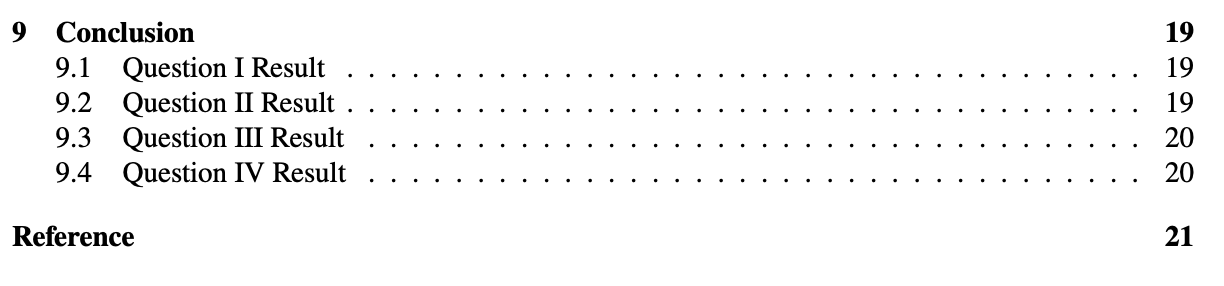 9 Conclusion 19
9.1 Question I Result . . . . . . . . . . . . . . . . . . . . . . . . . . . . . . . . . . . . . 19
9.2 Question II Result . . . . . . . . . . . . . . . . . . . . . . . . . . . . . . . . . . . . . 19
9.3 Question III Result . . . . . . . . . . . . . . . . . . . . . . . . . . . . . . . . . . . . 20
9.4 Question IV Result . . . . . . . . . . . . . . . . . . . . . . . . . . . . . . . . . . . . 20
Reference 21